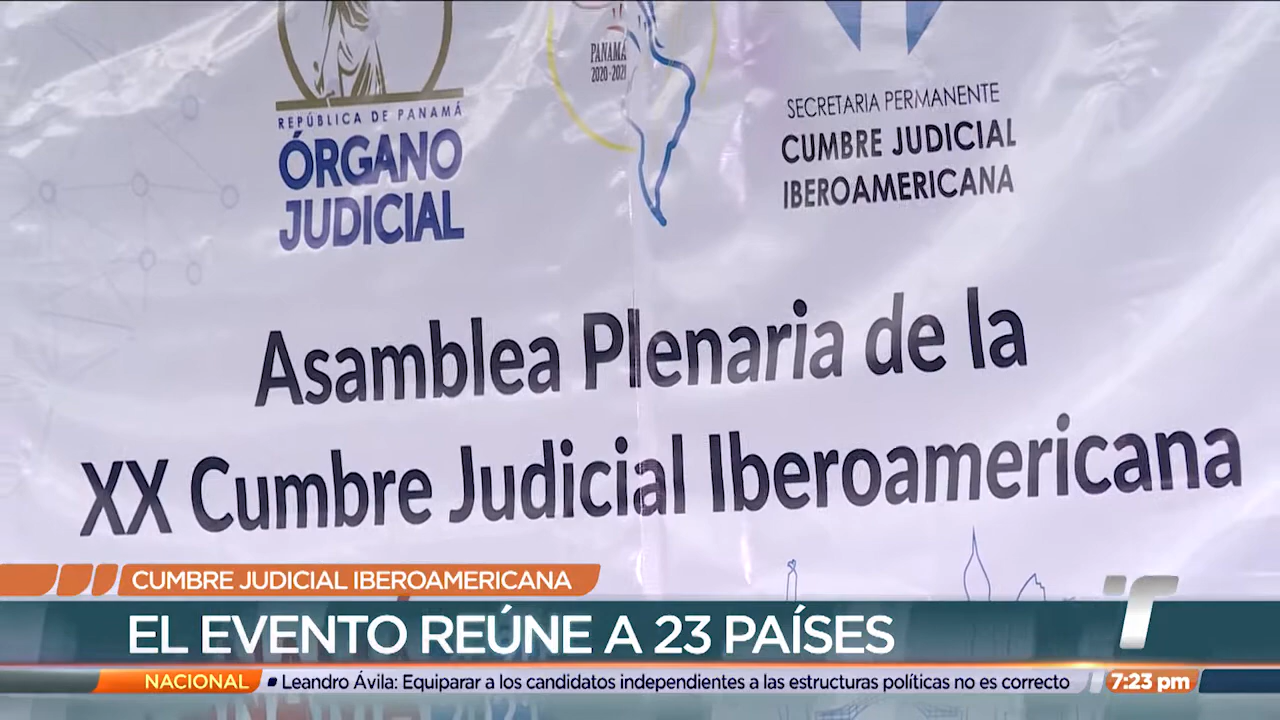 PANAMÁ
2020-2021
REPÚBLICA DE PANAMÁ
ÓRGANO
JUDICIAL
SECRETARIA PERMANENTE
CUMBRE JUDICIAL
IBEROAMERICANA
Asamblea Plenaria de la
XX Cumbre Judicial Iberoamericana
CUMBRE JUDICIAL IBEROAMERICANA
EL EVENTO REÚNE A 23 PAÍSES
NACIONAL
Leandro Ávila: Equiparar a los candidatos independientes a las estructuras políticas no es correcto
7:23 pm